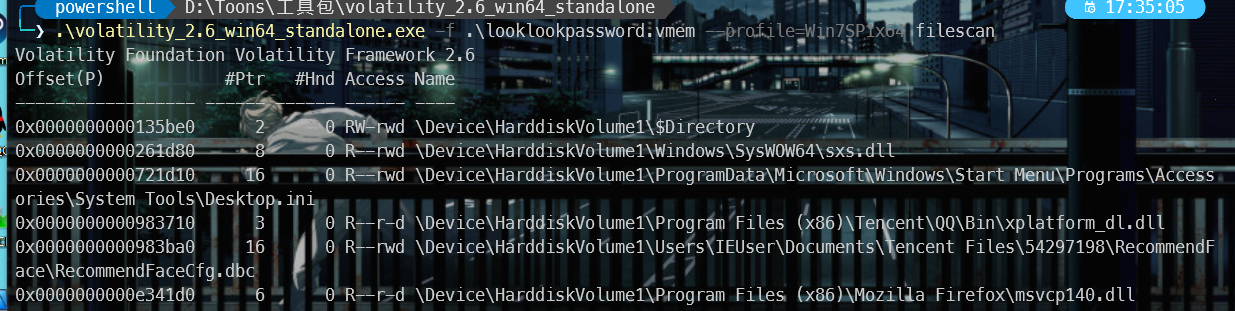 powershell D:\Toons\工具包\volatility_2.6_win64_standalone 17:35:05
❯ .\volatility_2.6_win64_standalone.exe -f .\looklookpassword.vmem --profile=Win7SP1x64 filescan
Volatility Foundation Volatility Framework 2.6
Offset(P) #Ptr #Hnd Access Name
------------------ ------ ------ ------ ----
0x0000000000135be0 2 0 RW-rwd \Device\HarddiskVolume1\$Directory
0x0000000000261d80 8 0 R--rwd \Device\HarddiskVolume1\Windows\SysWOW64\sxs.dll
0x0000000000721d10 16 0 R--rwd \Device\HarddiskVolume1\ProgramData\Microsoft\Windows\Start Menu\Programs\Access
ories\System Tools\Desktop.ini
0x0000000000983710 3 0 R--r-d \Device\HarddiskVolume1\Program Files (x86)\Tencent\QQ\Bin\xplatform_dl.dll
0x0000000000983ba0 16 0 R--rwd \Device\HarddiskVolume1\Users\IEUser\Documents\Tencent Files\54297198\RecommendF
ace\RecommendFaceCfg.dbc
0x0000000000e341d0 6 0 R--r-d \Device\HarddiskVolume1\Program Files (x86)\Mozilla Firefox\msvcp140.dll